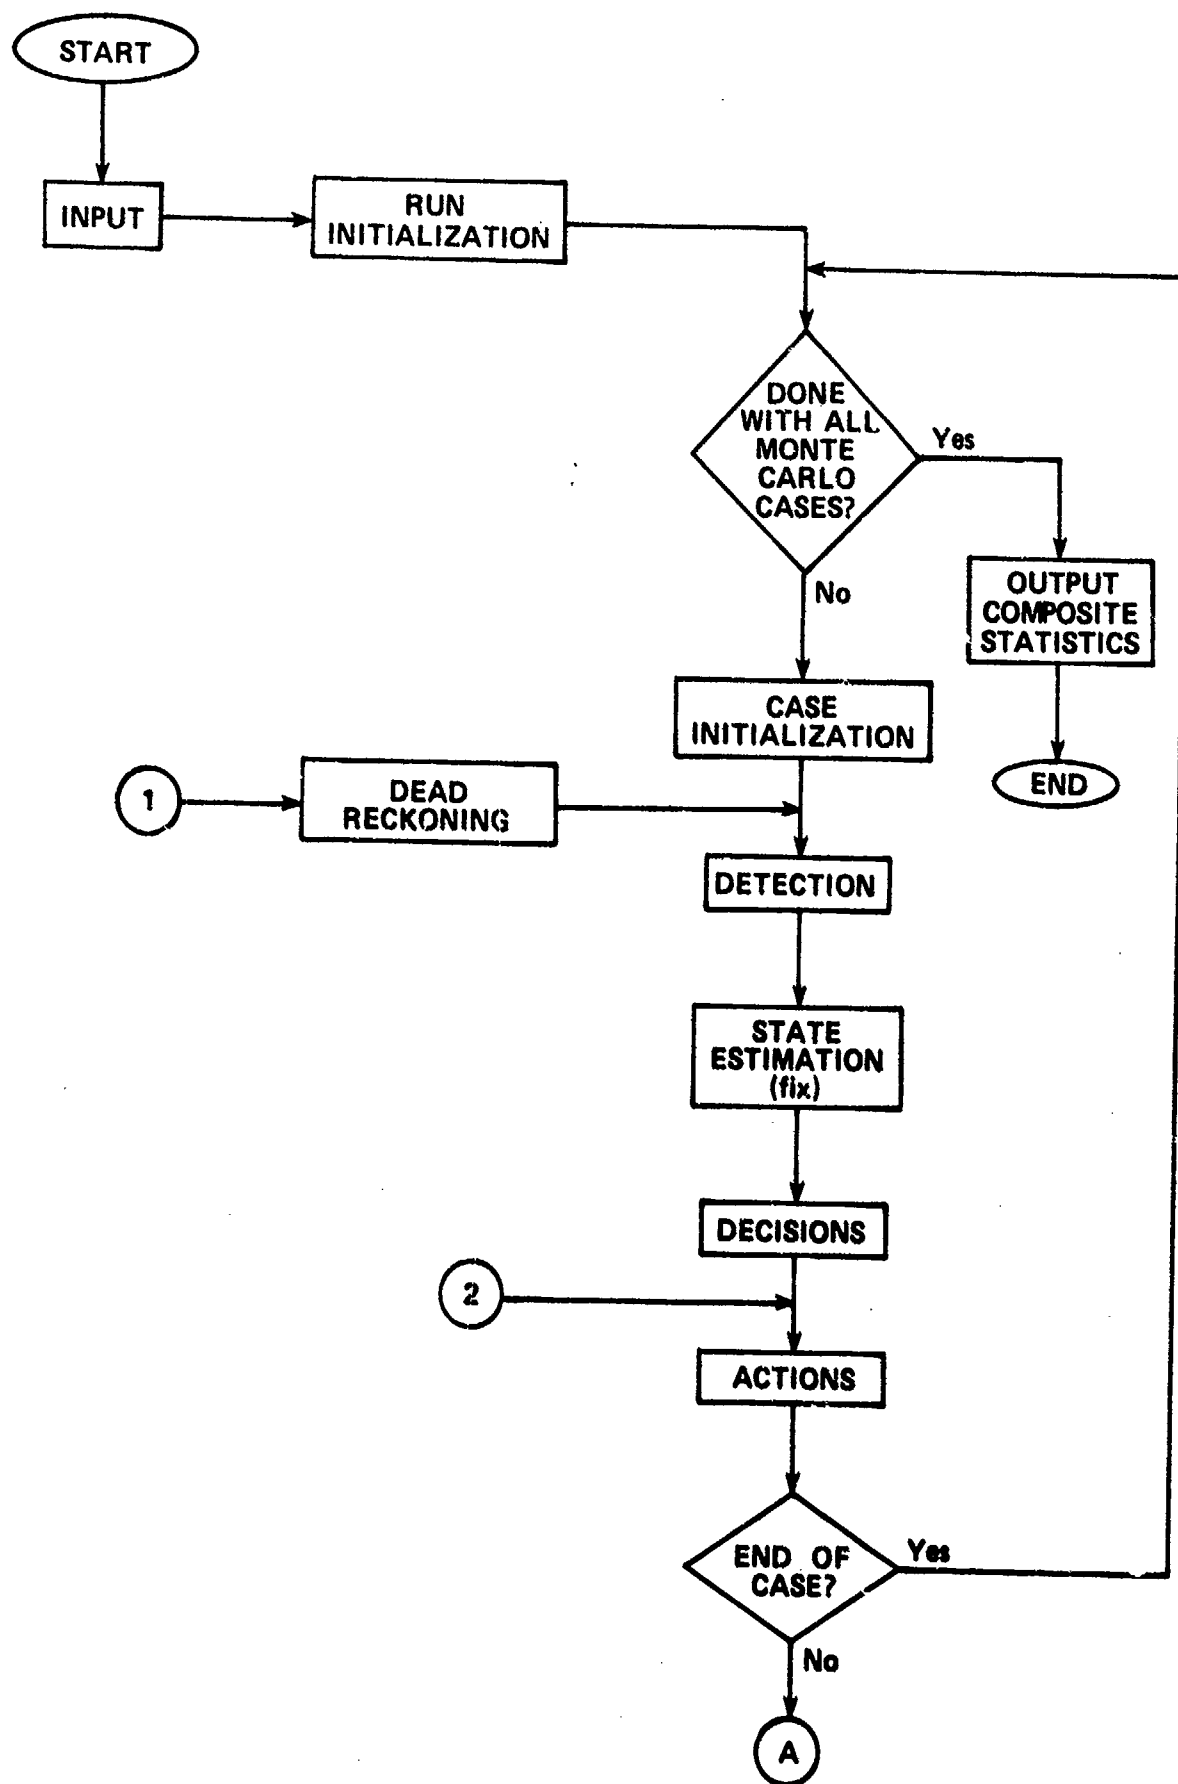 START
INPUT
RUN
INITIALIZATION
DONE
WITH ALL
MONTE
CARLO
CASES?
Yes
No
OUTPUT
COMPOSITE
STATISTICS
END
CASE
INITIALIZATION
1
DEAD
RECKONING
DETECTION
STATE
ESTIMATION
(fix)
DECISIONS
2
ACTIONS
END OF
CASE?
Yes
No
A